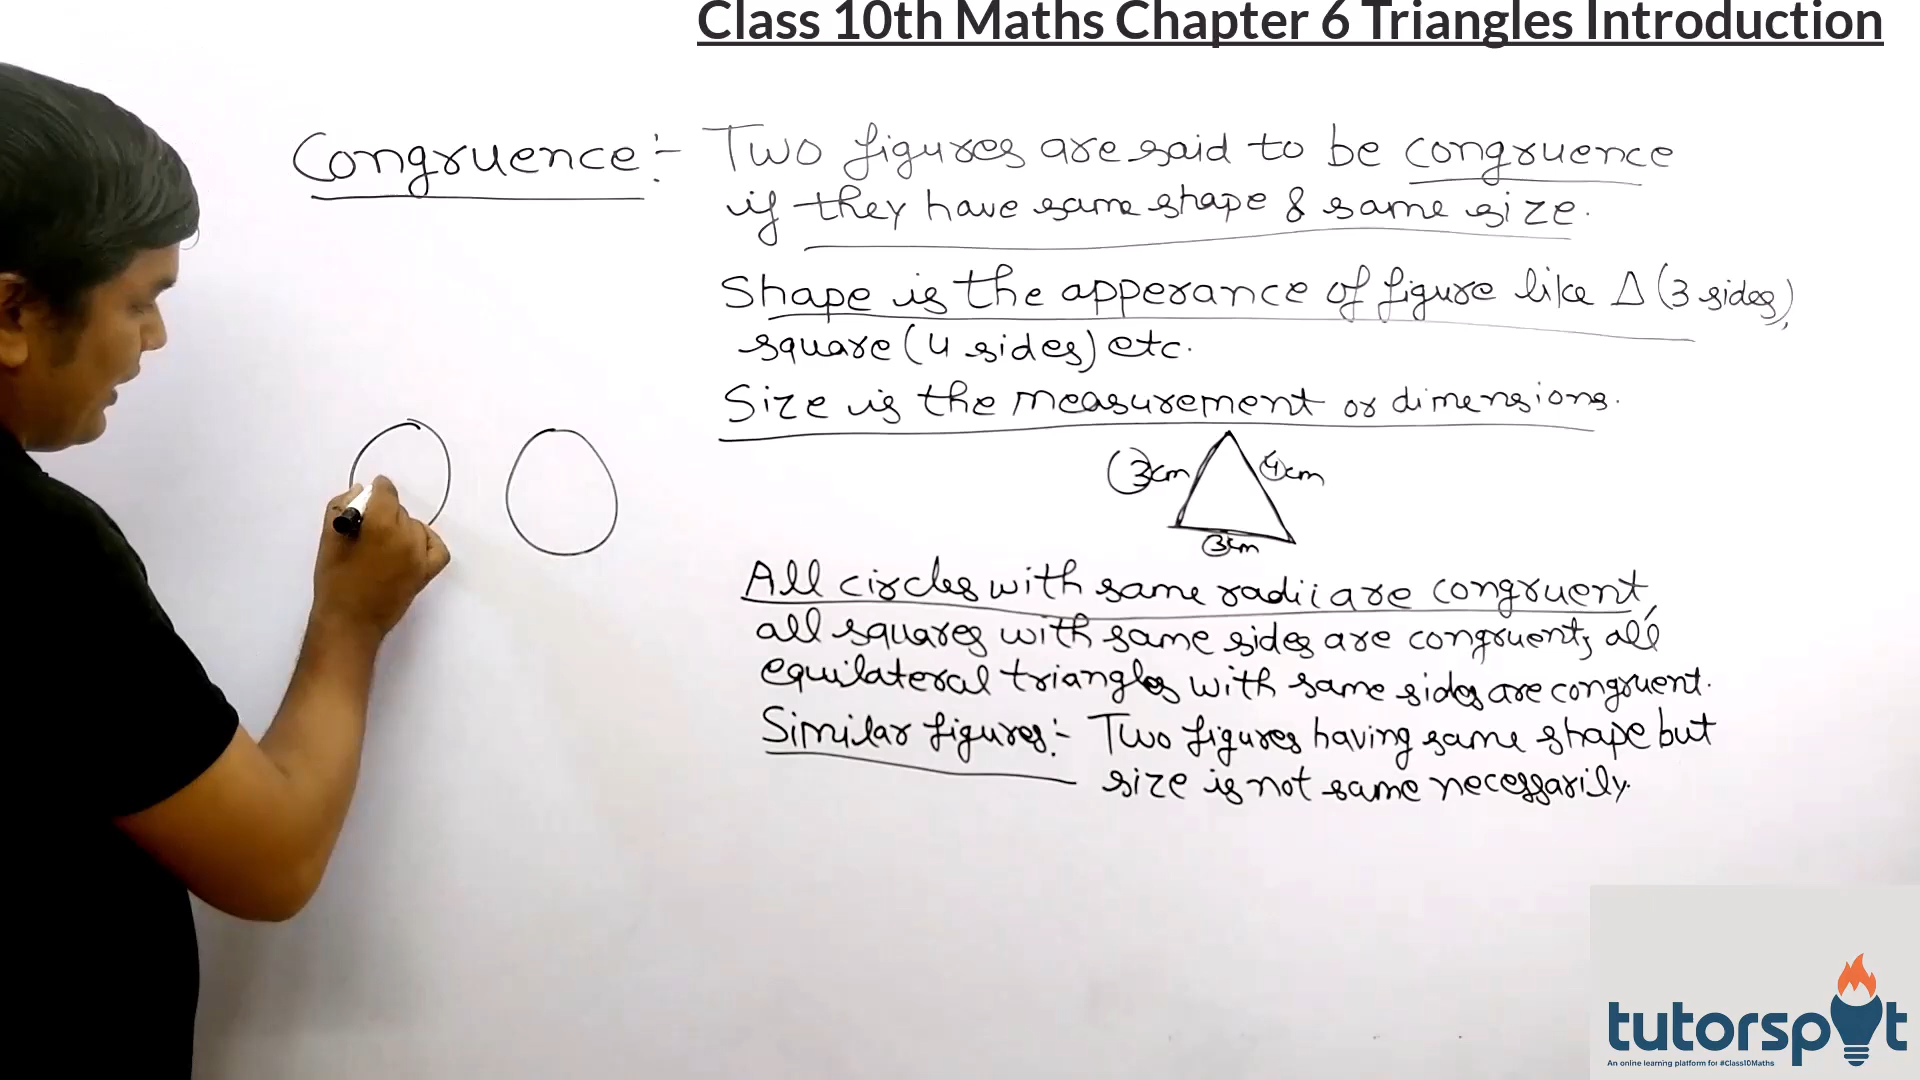 Class 10th Maths Chapter 6 Triangles Introduction
Congruence:- Two figures are said to be congruence
if they have same shape & same size.
Shape is the apperance of figure like Δ (3 sides),
square (4 sides) etc.
Size is the measurement or dimensions.
3cm 4cm
3cm
All circles with same radii are congruent,
all squares with same sides are congruent, all
equilateral triangles with same sides are congruent.
Similar figures:- Two figures having same shape but
size is not same necessarily.
tutorspot
An online learning platform for #Class10Maths